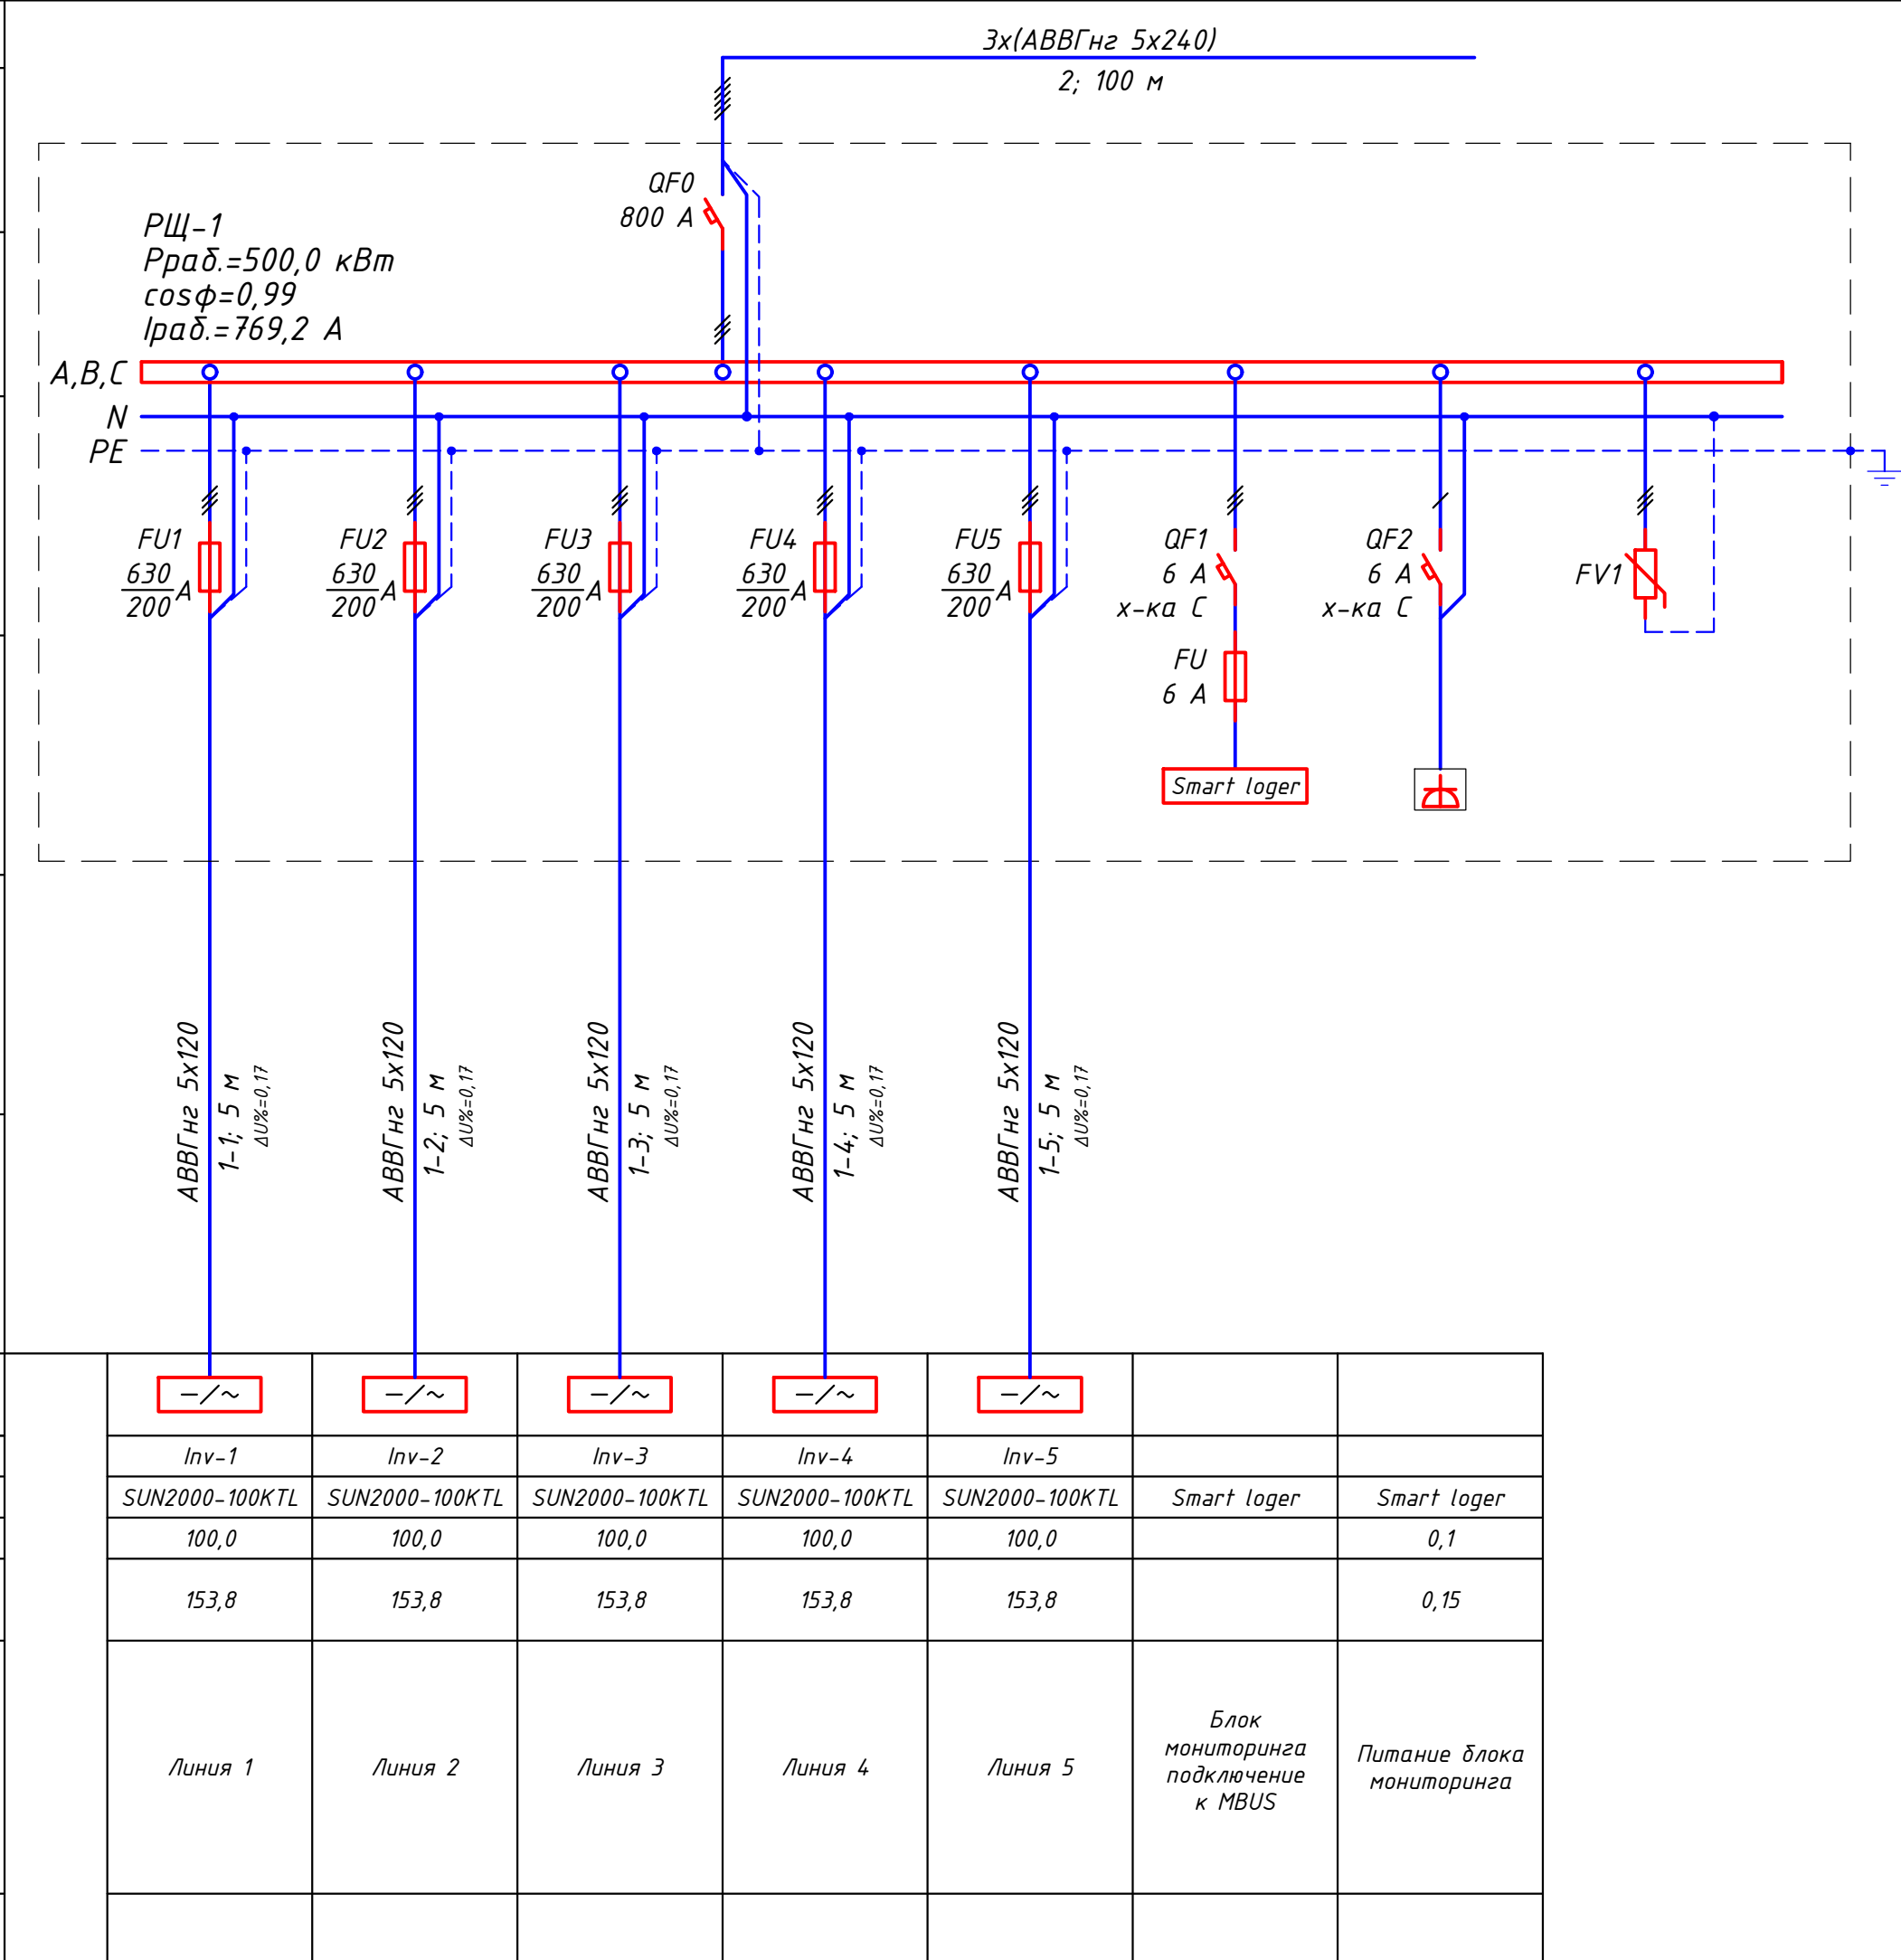 3х(АВВГнг 5х240)
2; 100 м
QF0
800 А
РЩ-1
Рраб.=500,0 кВт
cosφ=0,99
Iраб.=769,2 А
А,В,С
N
PE
FU1
630
200
А
FU2
630
200
А
FU3
630
200
А
FU4
630
200
А
FU5
630
200
А
QF1
6 А
х-ка С
FU
6 А
Smart loger
QF2
6 А
х-ка С
FV1
АВВГнг 5х120
1-1; 5 м
ΔU%=0,17
АВВГнг 5х120
1-2; 5 м
ΔU%=0,17
АВВГнг 5х120
1-3; 5 м
ΔU%=0,17
АВВГнг 5х120
1-4; 5 м
ΔU%=0,17
АВВГнг 5х120
1-5; 5 м
ΔU%=0,17
−/~ −/~ −/~ −/~ −/~
Inv-1 Inv-2 Inv-3 Inv-4 Inv-5
SUN2000-100KTL SUN2000-100KTL SUN2000-100KTL SUN2000-100KTL SUN2000-100KTL Smart loger Smart loger
100,0 100,0 100,0 100,0 100,0 0,1
153,8 153,8 153,8 153,8 153,8 0,15
Линия 1
Линия 2
Линия 3
Линия 4
Линия 5
Блок
мониторинга
подключение
к MBUS
Питание блока
мониторинга